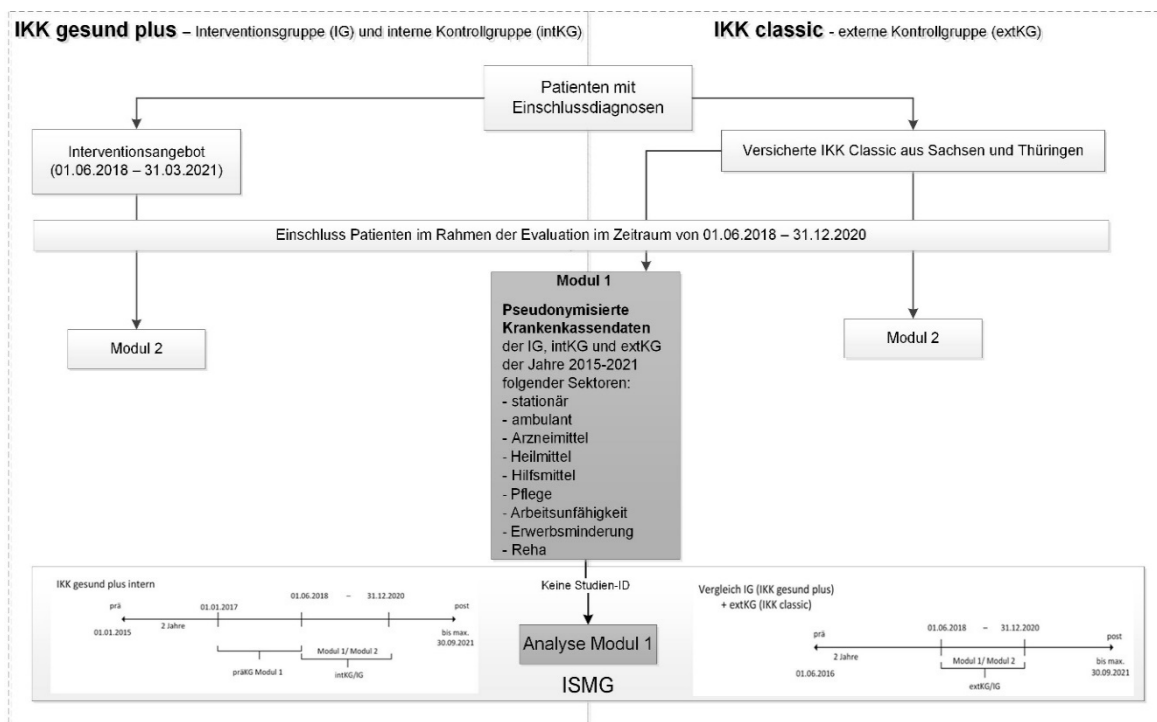 IKK gesund plus – Interventionsgruppe (IG) und interne Kontrollgruppe (intKG)
IKK classic - externe Kontrollgruppe (extKG)
Patienten mit
Einschlussdiagnosen
Interventionsangebot
(01.06.2018 – 31.03.2021)
Versicherte IKK Classic aus Sachsen und Thüringen
Einschluss Patienten im Rahmen der Evaluation im Zeitraum von 01.06.2018 – 31.12.2020
Modul 2
Modul 1
Pseudonymisierte
Krankenkassendaten
der IG, intKG und extKG
der Jahre 2015-2021
folgender Sektoren:
- stationär
- ambulant
- Arzneimittel
- Heilmittel
- Hilfsmittel
- Pflege
- Arbeitsunfähigkeit
- Erwerbsminderung
- Reha
Modul 2
IKK gesund plus intern
prä
01.01.2017
01.06.2018 – 31.12.2020
post
01.01.2015
2 Jahre
bis max.
30.09.2021
präKG Modul 1
Modul 1/ Modul 2
intKG/IG
Keine Studien-ID
Analyse Modul 1
ISMG
Vergleich IG (IKK gesund plus)
+ extKG (IKK classic)
prä
01.06.2018 – 31.12.2020
post
2 Jahre
01.06.2016
Modul 1/ Modul 2
bis max.
30.09.2021
extKG/IG